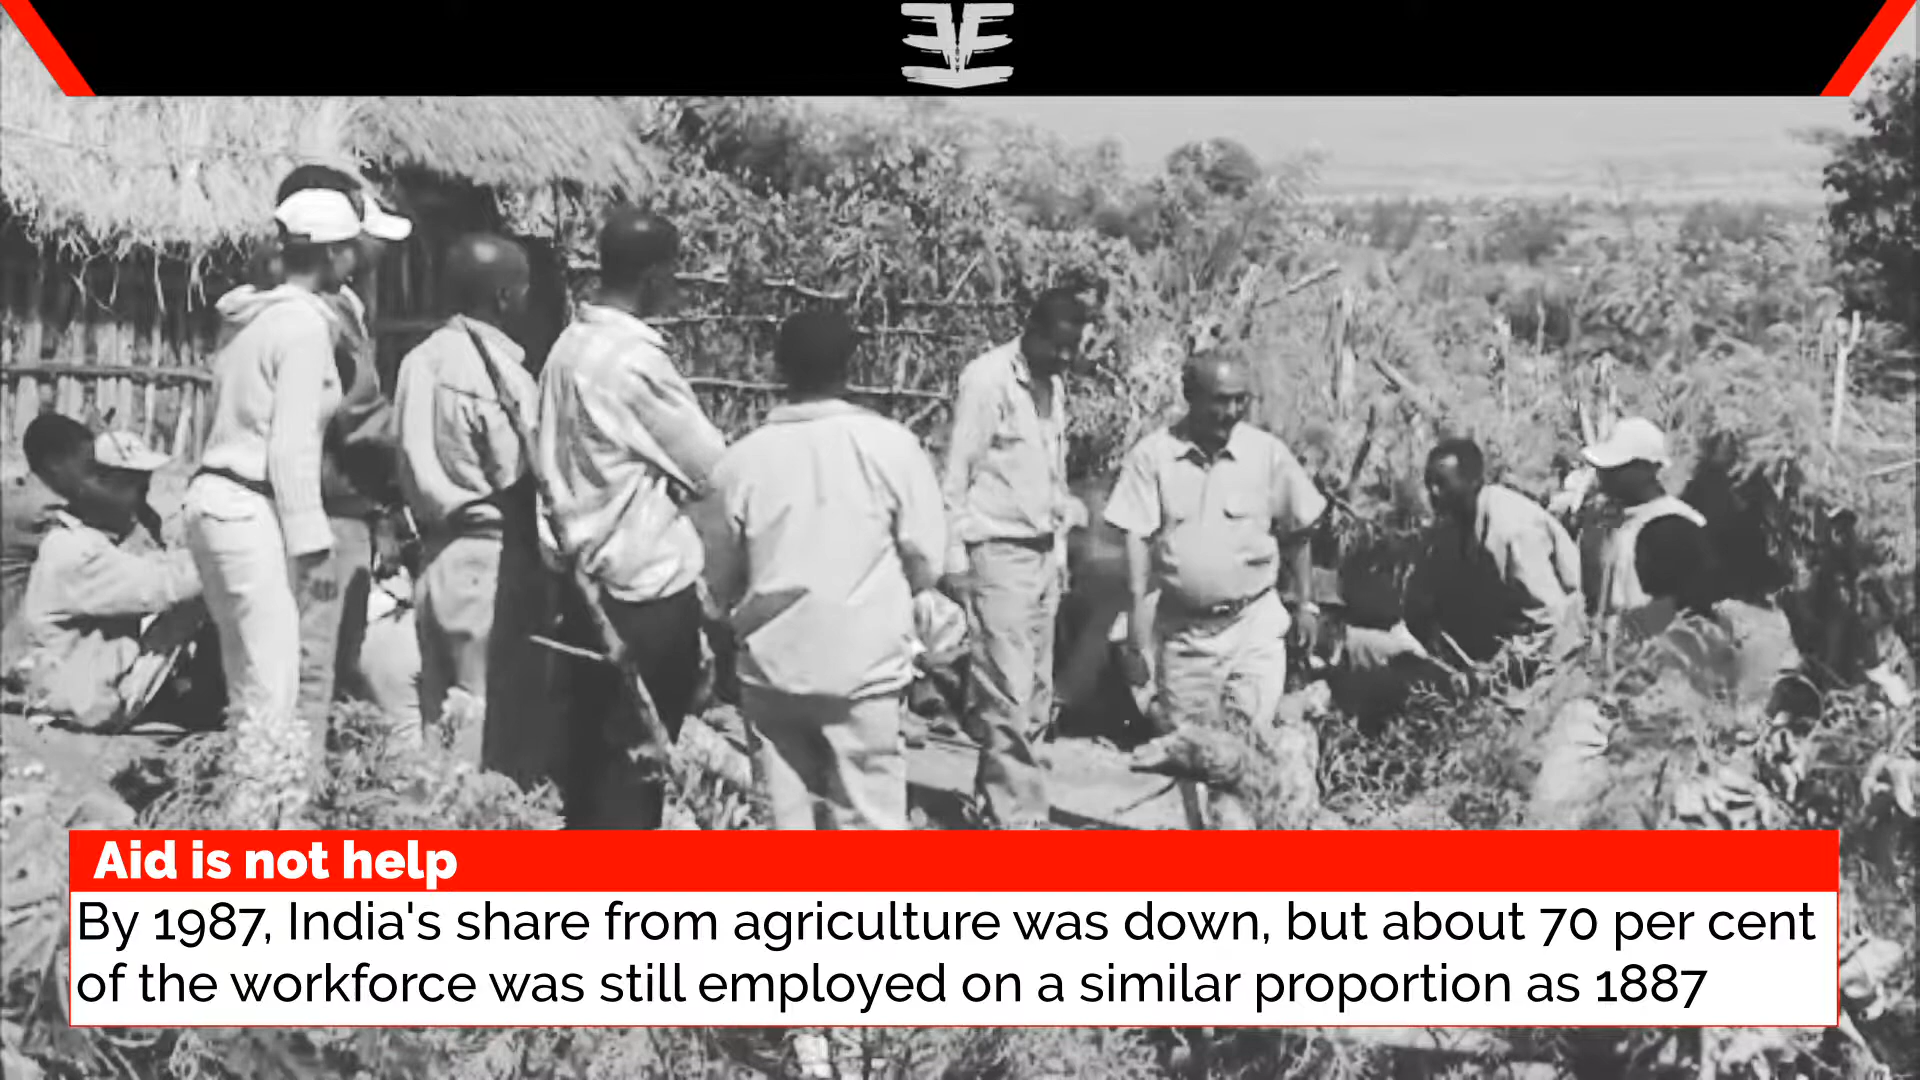 Aid is not help
By 1987, India's share from agriculture was down, but about 70 per cent
of the workforce was still employed on a similar proportion as 1887